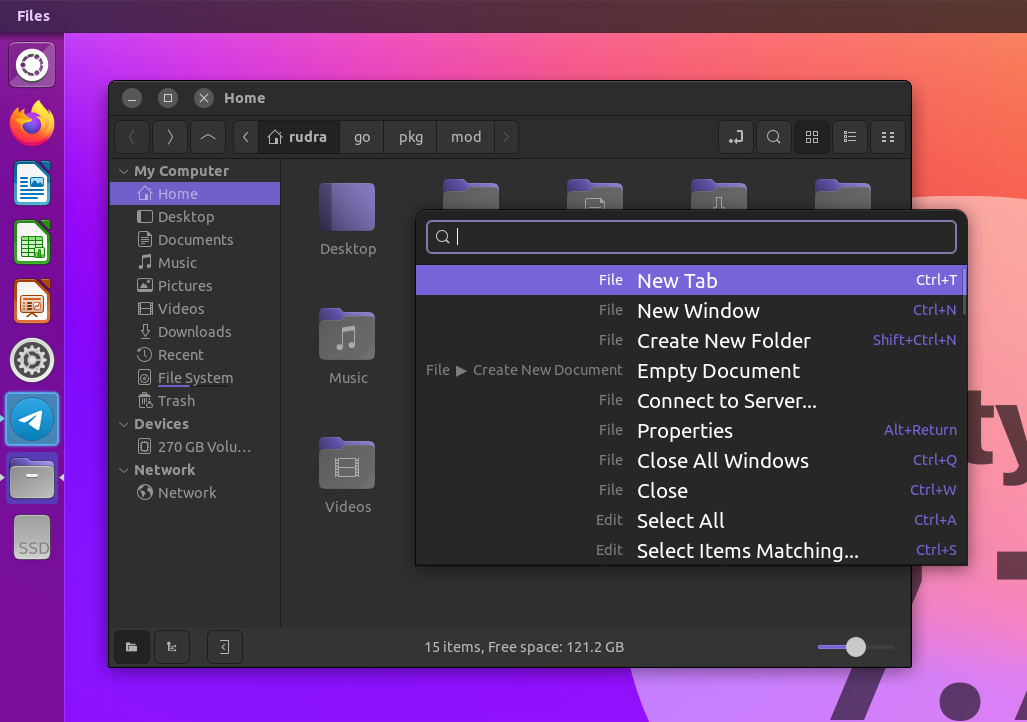 Files
Home
rudra go pkg mod
My Computer
Home
Desktop
Documents
Music
Pictures
Videos
Downloads
Recent
File System
Trash
Devices
270 GB Volu…
Network
Network
Desktop
Music
Videos
File New Tab Ctrl+T
File New Window Ctrl+N
File Create New Folder Shift+Ctrl+N
File ▶ Create New Document Empty Document
File Connect to Server...
File Properties Alt+Return
File Close All Windows Ctrl+Q
File Close Ctrl+W
Edit Select All Ctrl+A
Edit Select Items Matching... Ctrl+S
15 items, Free space: 121.2 GB
SSD